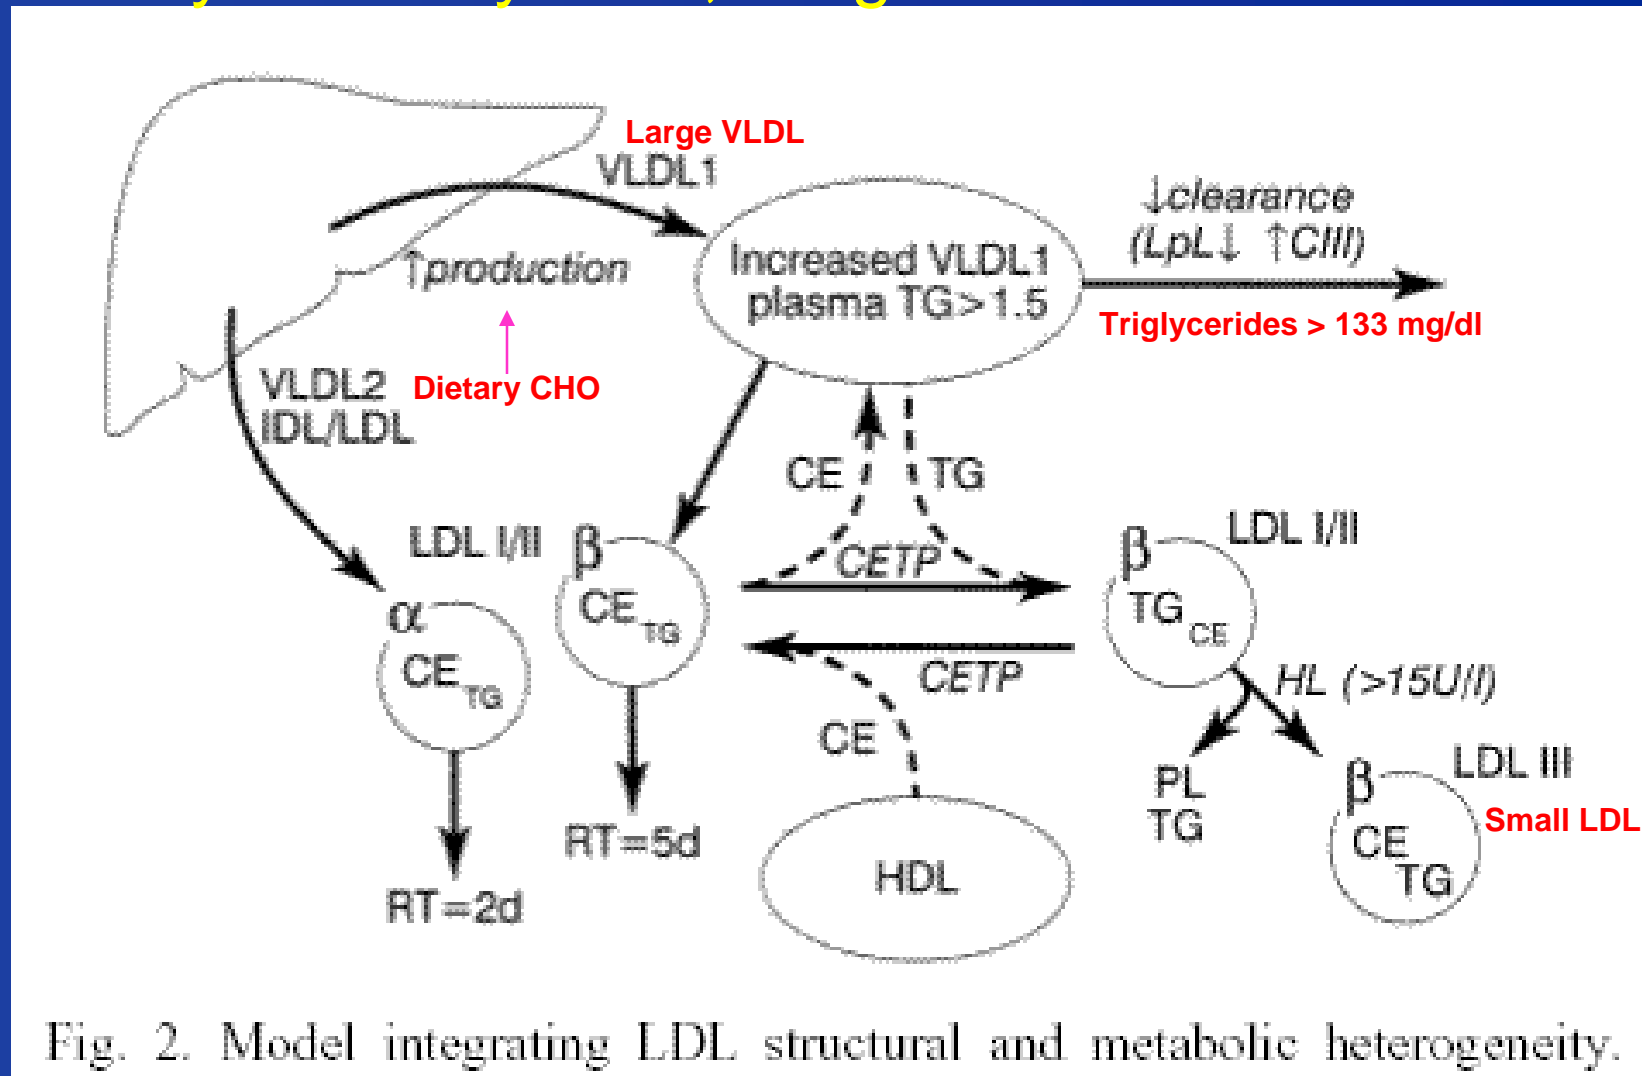 Large VLDL
VLDL1
↓clearance
(LpL↓ ↑CIII)
↑production
Increased VLDL1
plasma TG > 1.5
Triglycerides > 133 mg/dl
Dietary CHO
VLDL2
IDL/LDL
CE
TG
LDL I/II
β
CE TG
CETP
β
LDL I/II
TG CE
α
CE TG
CETP
HL (>15U/l)
CE
PL
TG
β
LDL III
Small LDL
CE
TG
RT=5d
HDL
RT=2d
Fig. 2. Model integrating LDL structural and metabolic heterogeneity.